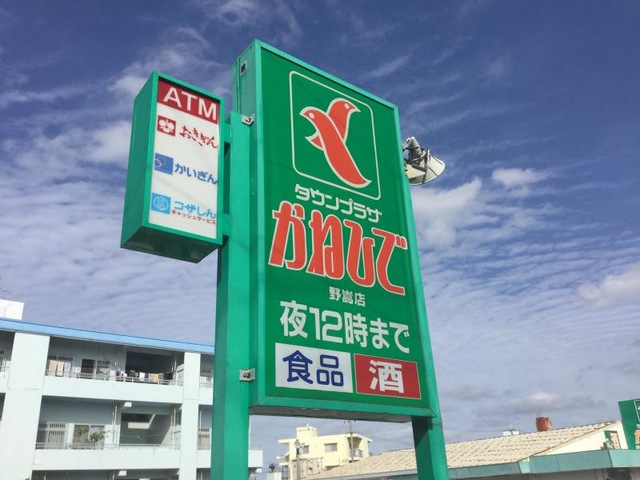 ATM
おきぎん
かいぎん
コザしん
キャッシュサービス
タウンプラザ
かねひで
野嵩店
夜12時まで
食品
酒